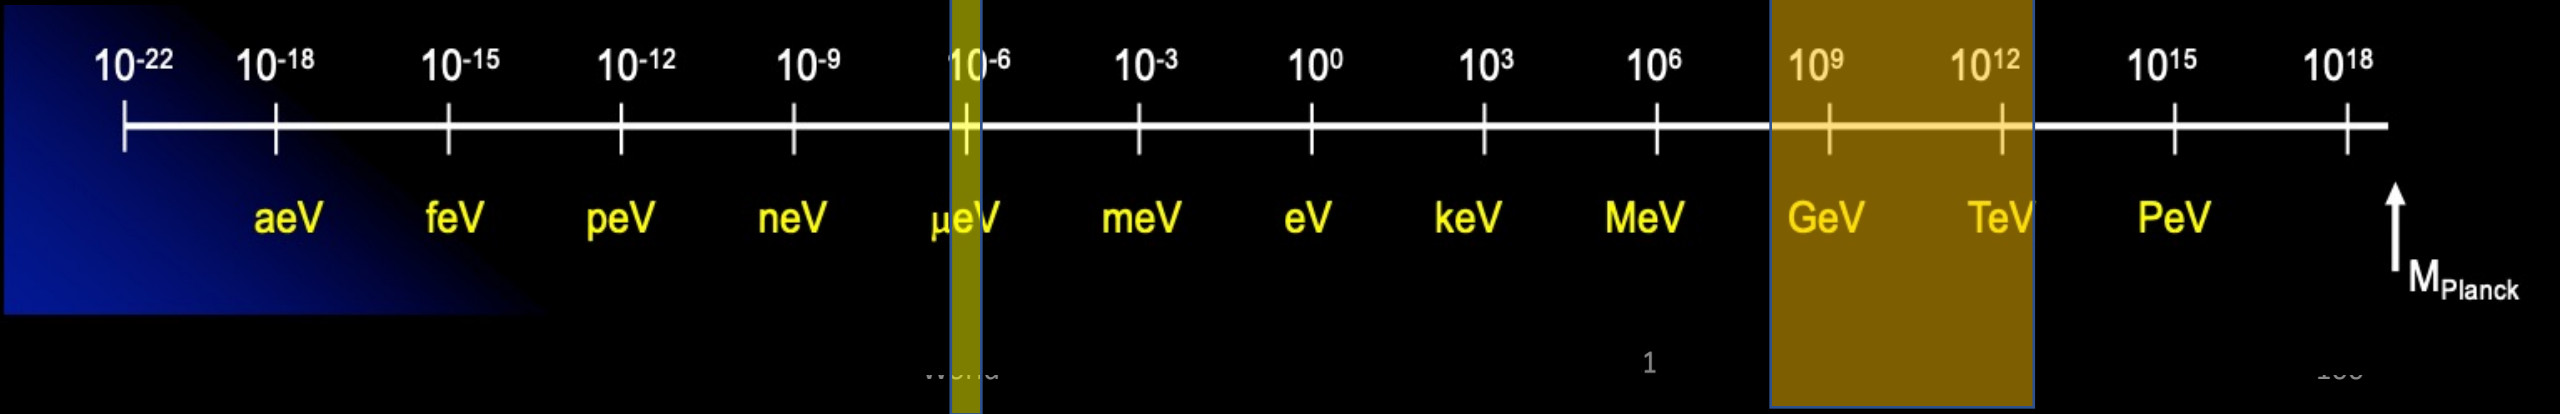 10⁻²² 10⁻¹⁸ 10⁻¹⁵ 10⁻¹² 10⁻⁹ 10⁻⁶ 10⁻³ 10⁰ 10³ 10⁶ 10⁹ 10¹² 10¹⁵ 10¹⁸
aeV feV peV neV μeV meV eV keV MeV GeV TeV PeV
M_Planck
1